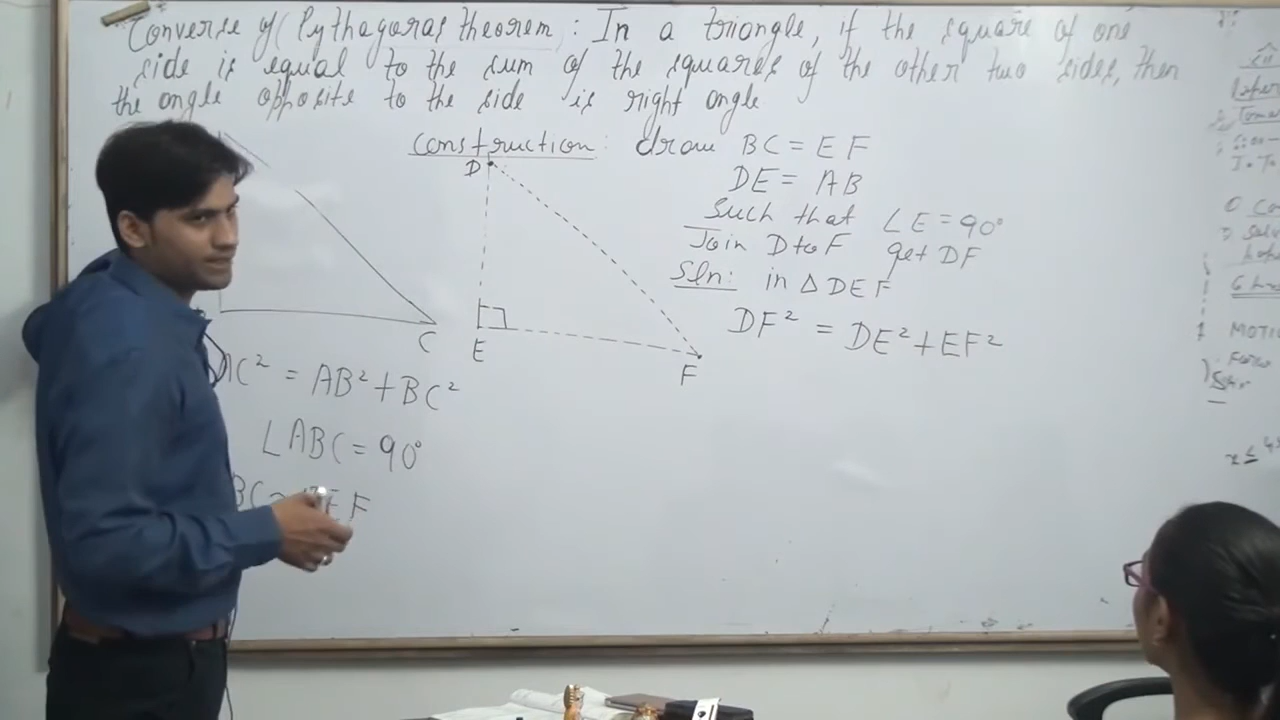 Converse of Pythagoras theorem : In a triangle, if the square of one
side is equal to the sum of the squares of the other two sides, then
the angle opposite to the side is right angle
Construction: draw BC = EF
DE = AB
Such that ∠E = 90°
Join D to F get DF
Sln: in △DEF
DF² = DE² + EF²
D
E
F
C
AC² = AB² + BC²
∠ABC = 90°
EF
MOTI
x ≤